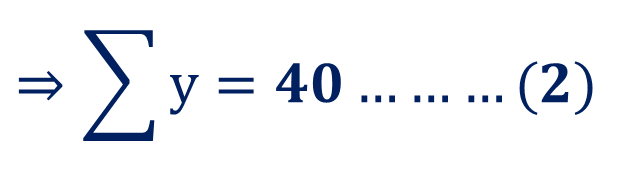 ⇒ ∑ y = 40 … … … (2)